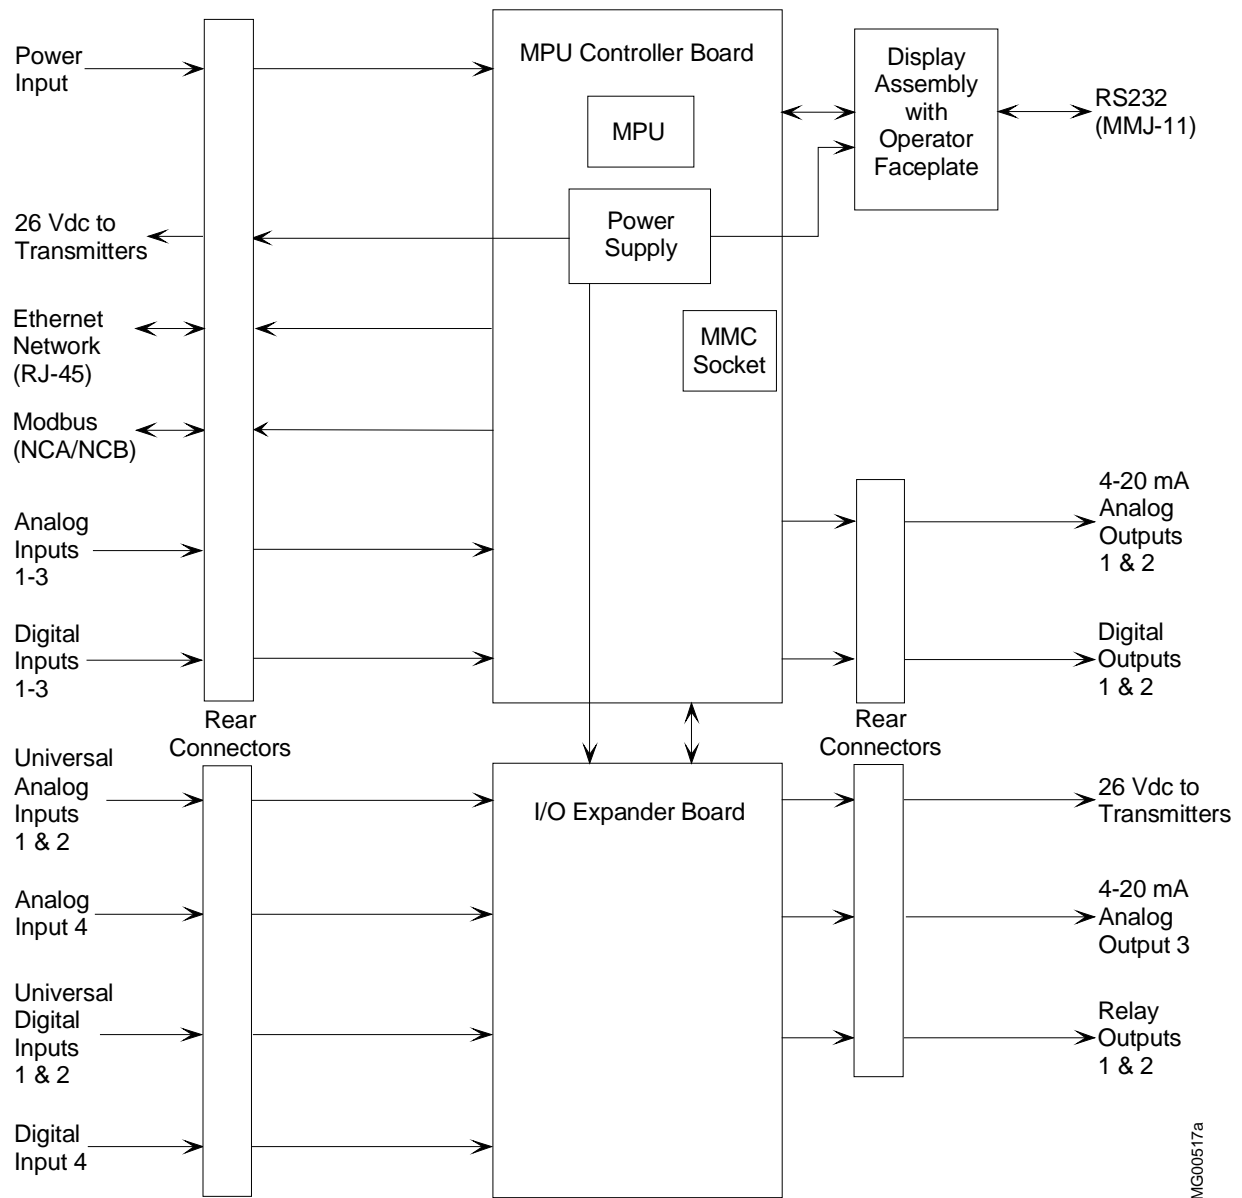 Power
Input
26 Vdc to
Transmitters
Ethernet
Network
(RJ-45)
Modbus
(NCA/NCB)
Analog
Inputs
1-3
Digital
Inputs
1-3
Rear
Connectors
MPU Controller Board
MPU
Power
Supply
MMC
Socket
Display
Assembly
with
Operator
Faceplate
RS232
(MMJ-11)
4-20 mA
Analog
Outputs
1 & 2
Digital
Outputs
1 & 2
Rear
Connectors
Universal
Analog
Inputs
1 & 2
Analog
Input 4
Universal
Digital
Inputs
1 & 2
Digital
Input 4
I/O Expander Board
26 Vdc to
Transmitters
4-20 mA
Analog
Output 3
Relay
Outputs
1 & 2
MG00517a